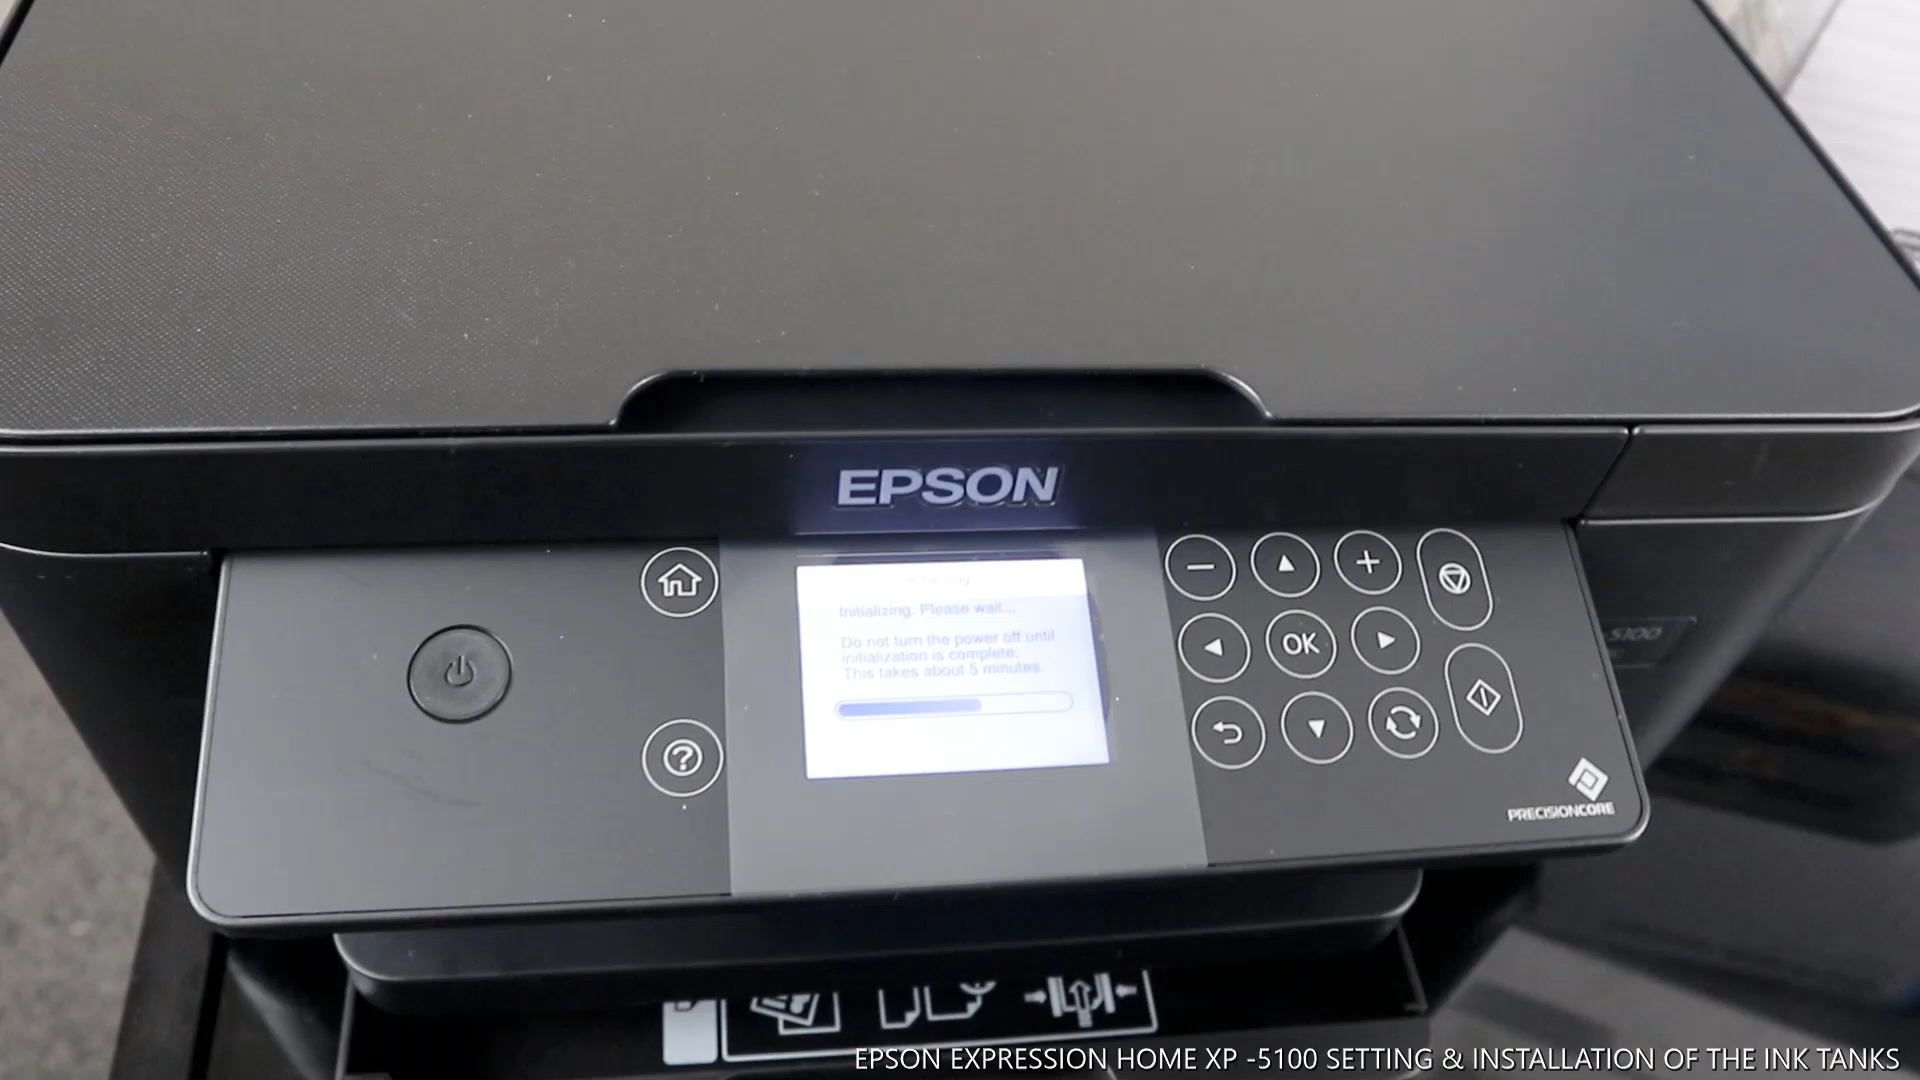 EPSON
Initializing. Please wait...
Do not turn the power off until
initialization is complete.
This takes about 5 minutes.
OK
5100
PRECISIONCORE
EPSON EXPRESSION HOME XP -5100 SETTING & INSTALLATION OF THE INK TANKS